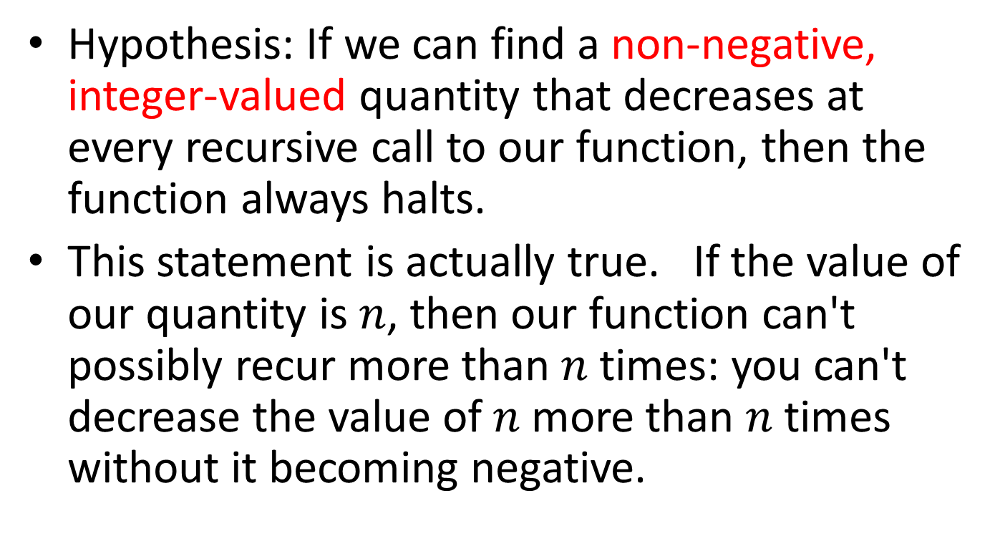 • Hypothesis: If we can find a non-negative,
integer-valued quantity that decreases at
every recursive call to our function, then the
function always halts.
• This statement is actually true.   If the value of
our quantity is 𝑛, then our function can't
possibly recur more than 𝑛 times: you can't
decrease the value of 𝑛 more than 𝑛 times
without it becoming negative.